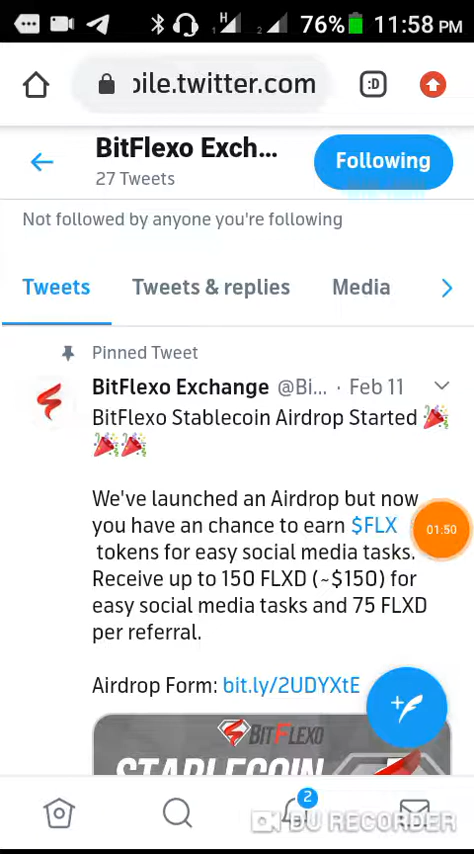 1 H 2 76% 11:58 PM
ɔile.twitter.com :D
BitFlexo Exch...
27 Tweets
Following
Not followed by anyone you're following
Tweets Tweets & replies Media
Pinned Tweet
BitFlexo Exchange @Bi... · Feb 11
BitFlexo Stablecoin Airdrop Started 🎉
🎉🎉
We've launched an Airdrop but now
you have an chance to earn $FLX
tokens for easy social media tasks.
01:50
Receive up to 150 FLXD (~$150) for
easy social media tasks and 75 FLXD
per referral.
Airdrop Form: bit.ly/2UDYXtE
BITFLEXO
STABLECOIN
2
DU RECORDER